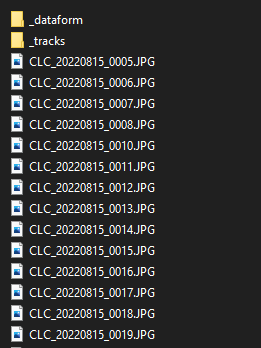 _dataform
_tracks
CLC_20220815_0005.JPG
CLC_20220815_0006.JPG
CLC_20220815_0007.JPG
CLC_20220815_0008.JPG
CLC_20220815_0010.JPG
CLC_20220815_0011.JPG
CLC_20220815_0012.JPG
CLC_20220815_0013.JPG
CLC_20220815_0014.JPG
CLC_20220815_0015.JPG
CLC_20220815_0016.JPG
CLC_20220815_0017.JPG
CLC_20220815_0018.JPG
CLC_20220815_0019.JPG